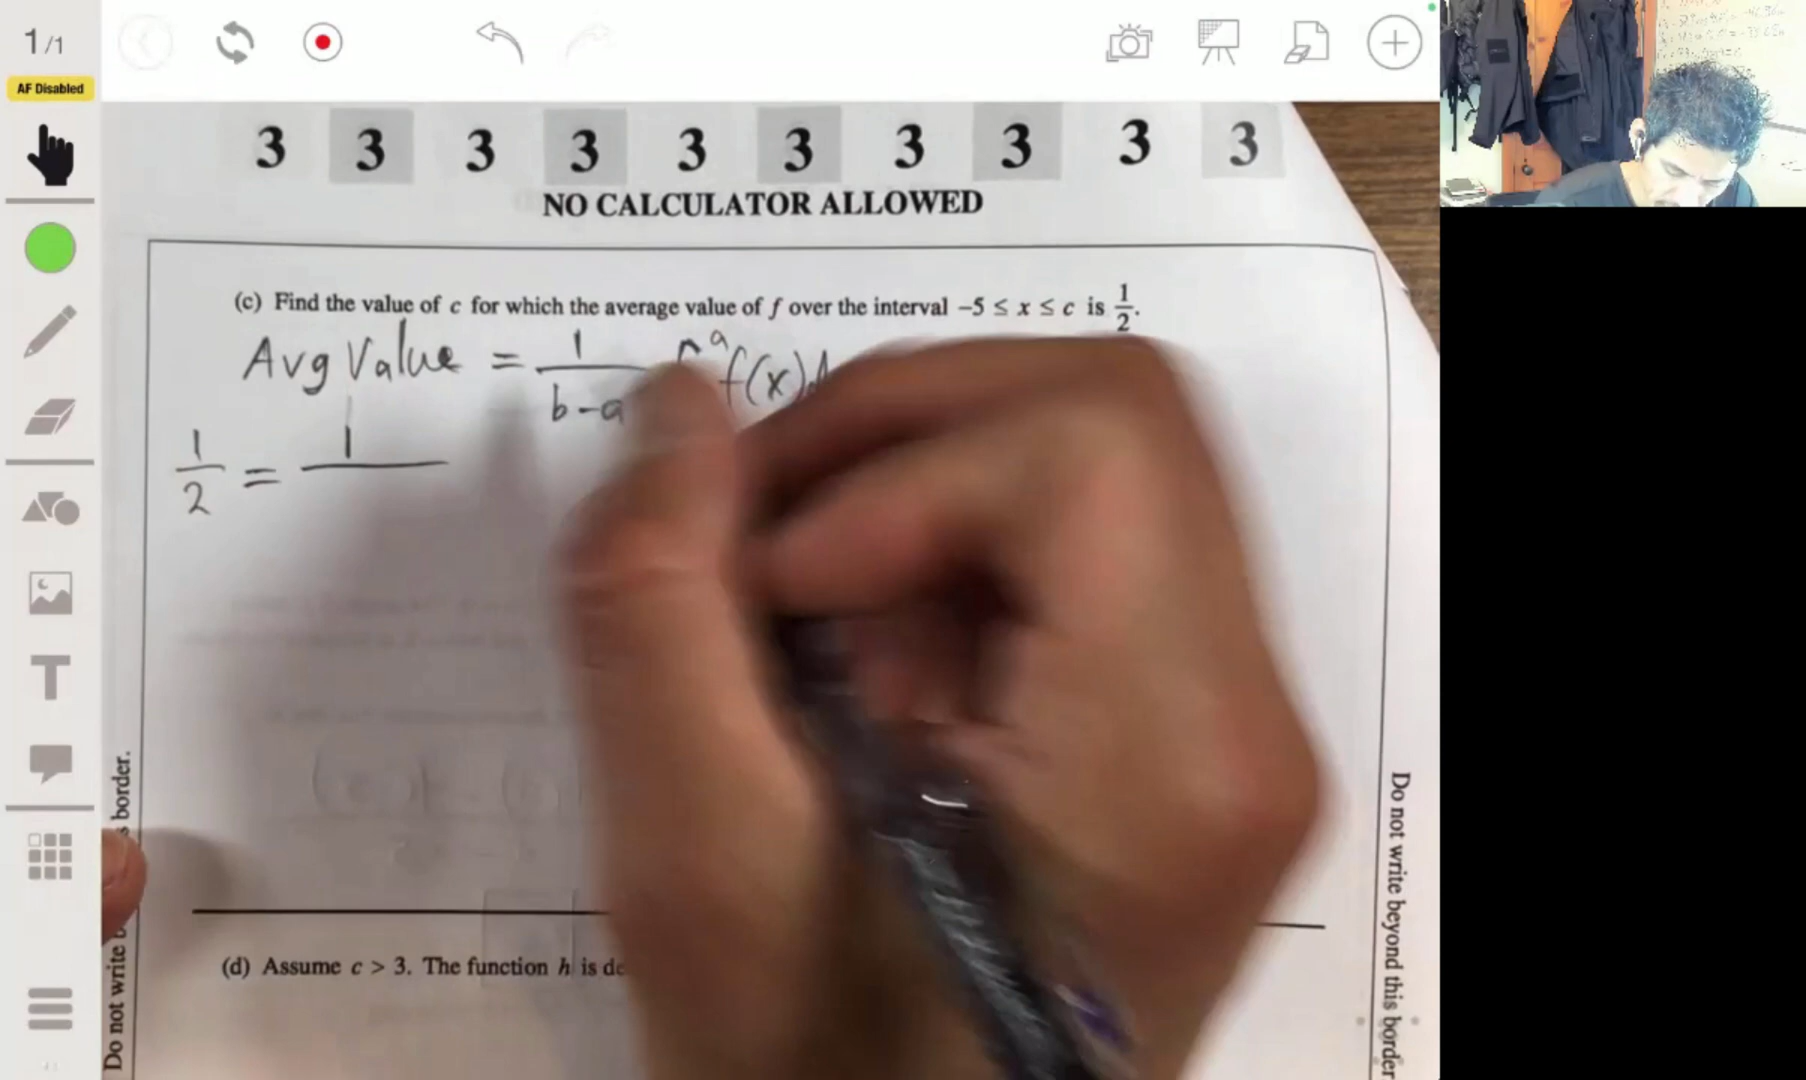 1/1
AF Disabled
3 3 3 3 3 3 3 3 3 3
NO CALCULATOR ALLOWED
(c) Find the value of c for which the average value of f over the interval −5 ≤ x ≤ c is 1/2.
Avg Value = 1/(b-a) ∫ᵃ f(x)d
1/2 = 1/
T
(d) Assume c > 3. The function h is de
Do not write b
s border.
Do not write beyond this border